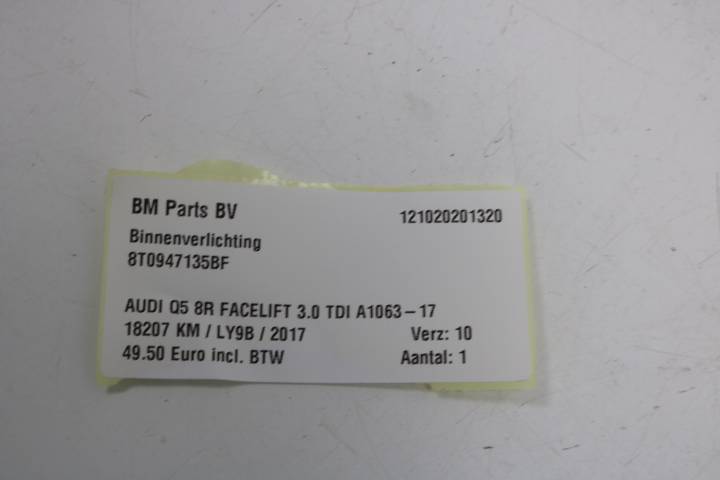 BM Parts BV 121020201320
Binnenverlichting
8T0947135BF
AUDI Q5 8R FACELIFT 3.0 TDI A1063-17
18207 KM / LY9B / 2017 Verz: 10
49.50 Euro incl. BTW Aantal: 1